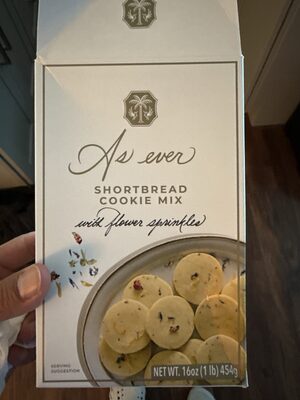 As ever
SHORTBREAD
COOKIE MIX
with flower sprinkles
SERVING
SUGGESTION
NET WT. 16oz (1 lb) 454g